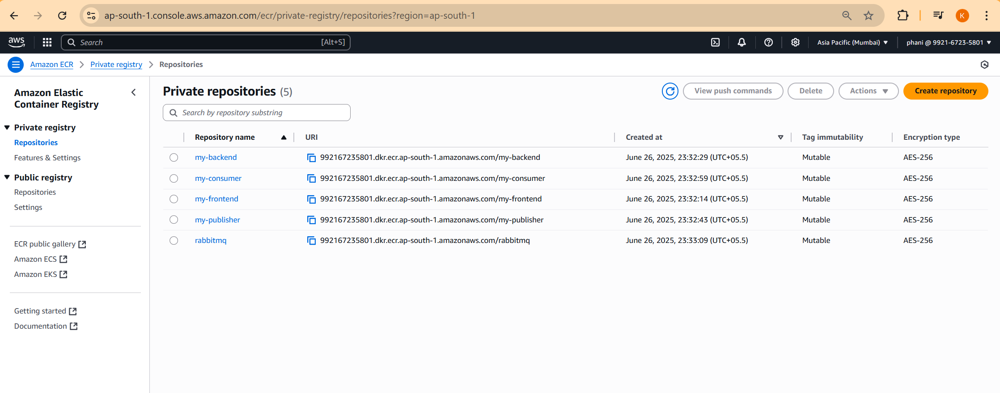 ap-south-1.console.aws.amazon.com/ecr/private-registry/repositories?region=ap-south-1
K
aws
Search
[Alt+S]
Asia Pacific (Mumbai)
phani @ 9921-6723-5801
Amazon ECR
Private registry
Repositories
Amazon Elastic
Container Registry
Private registry
Repositories
Features & Settings
Public registry
Repositories
Settings
ECR public gallery
Amazon ECS
Amazon EKS
Getting started
Documentation
Private repositories (5)
View push commands
Delete
Actions
Create repository
Search by repository substring
Repository name URI Created at Tag immutability Encryption type
my-backend 992167235801.dkr.ecr.ap-south-1.amazonaws.com/my-backend June 26, 2025, 23:32:29 (UTC+05.5) Mutable AES-256
my-consumer 992167235801.dkr.ecr.ap-south-1.amazonaws.com/my-consumer June 26, 2025, 23:32:59 (UTC+05.5) Mutable AES-256
my-frontend 992167235801.dkr.ecr.ap-south-1.amazonaws.com/my-frontend June 26, 2025, 23:32:14 (UTC+05.5) Mutable AES-256
my-publisher 992167235801.dkr.ecr.ap-south-1.amazonaws.com/my-publisher June 26, 2025, 23:32:43 (UTC+05.5) Mutable AES-256
rabbitmq 992167235801.dkr.ecr.ap-south-1.amazonaws.com/rabbitmq June 26, 2025, 23:33:09 (UTC+05.5) Mutable AES-256